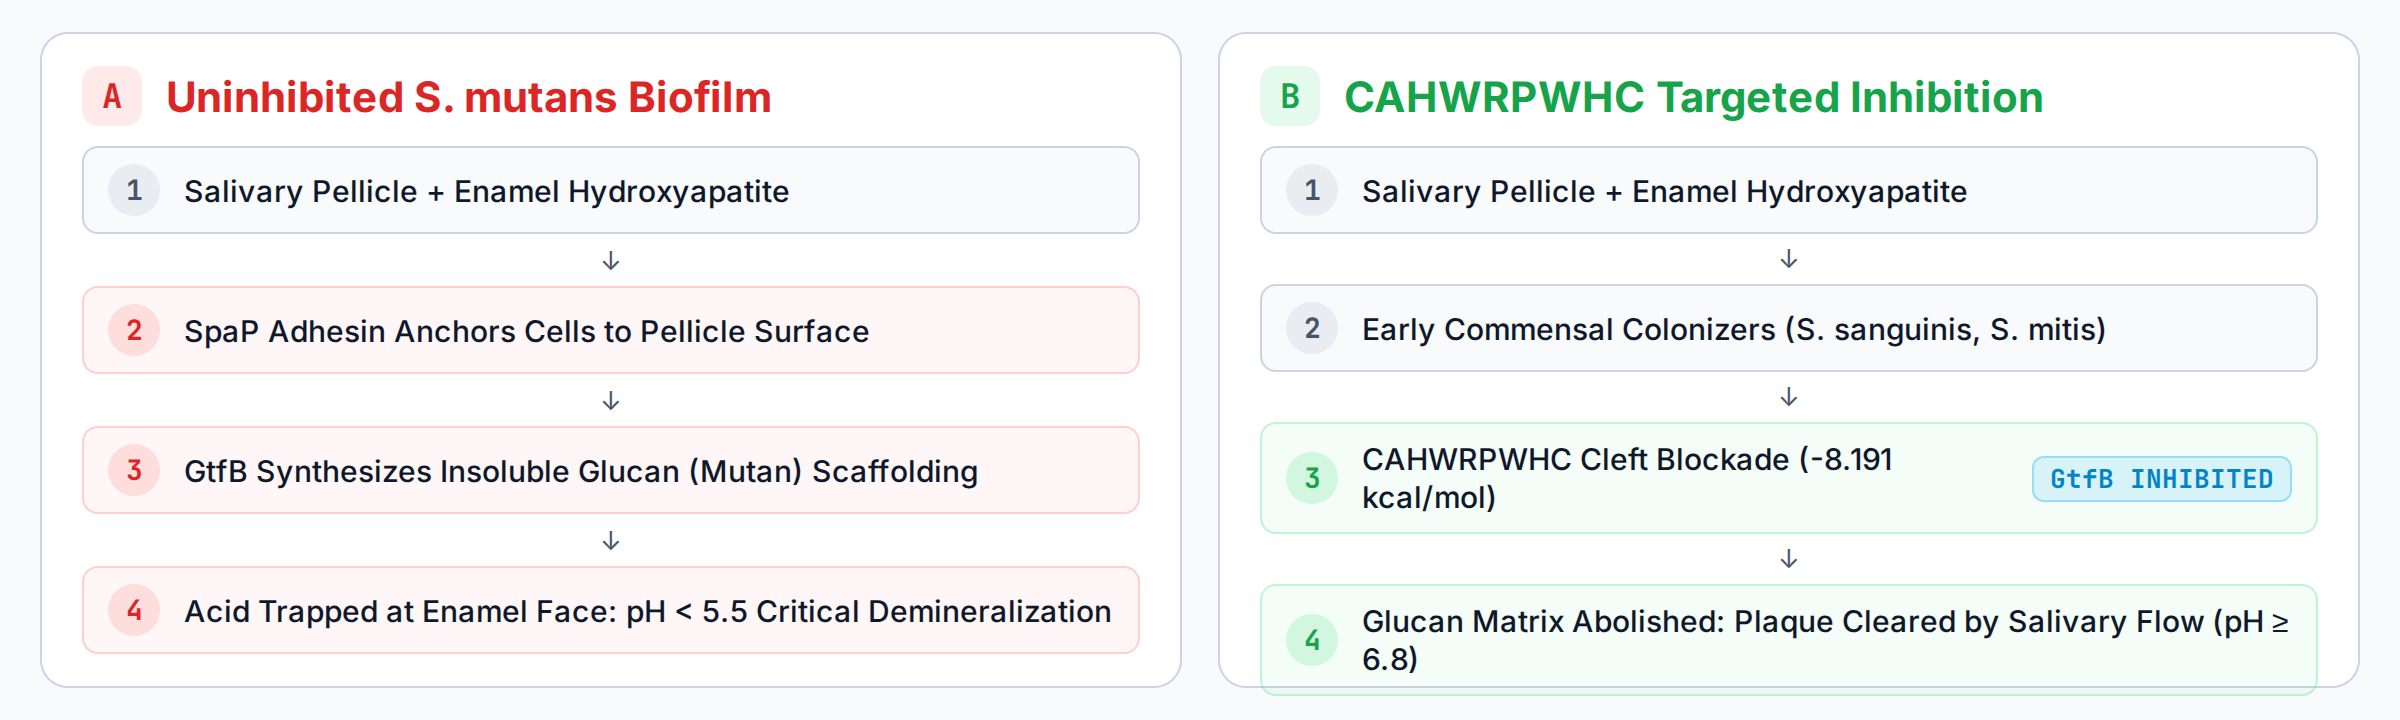 A Uninhibited S. mutans Biofilm
1 Salivary Pellicle + Enamel Hydroxyapatite
↓
2 SpaP Adhesin Anchors Cells to Pellicle Surface
↓
3 GtfB Synthesizes Insoluble Glucan (Mutan) Scaffolding
↓
4 Acid Trapped at Enamel Face: pH < 5.5 Critical Demineralization
B CAHWRPWHC Targeted Inhibition
1 Salivary Pellicle + Enamel Hydroxyapatite
↓
2 Early Commensal Colonizers (S. sanguinis, S. mitis)
↓
3 CAHWRPWHC Cleft Blockade (-8.191
kcal/mol)
GtfB INHIBITED
↓
4 Glucan Matrix Abolished: Plaque Cleared by Salivary Flow (pH ≥
6.8)